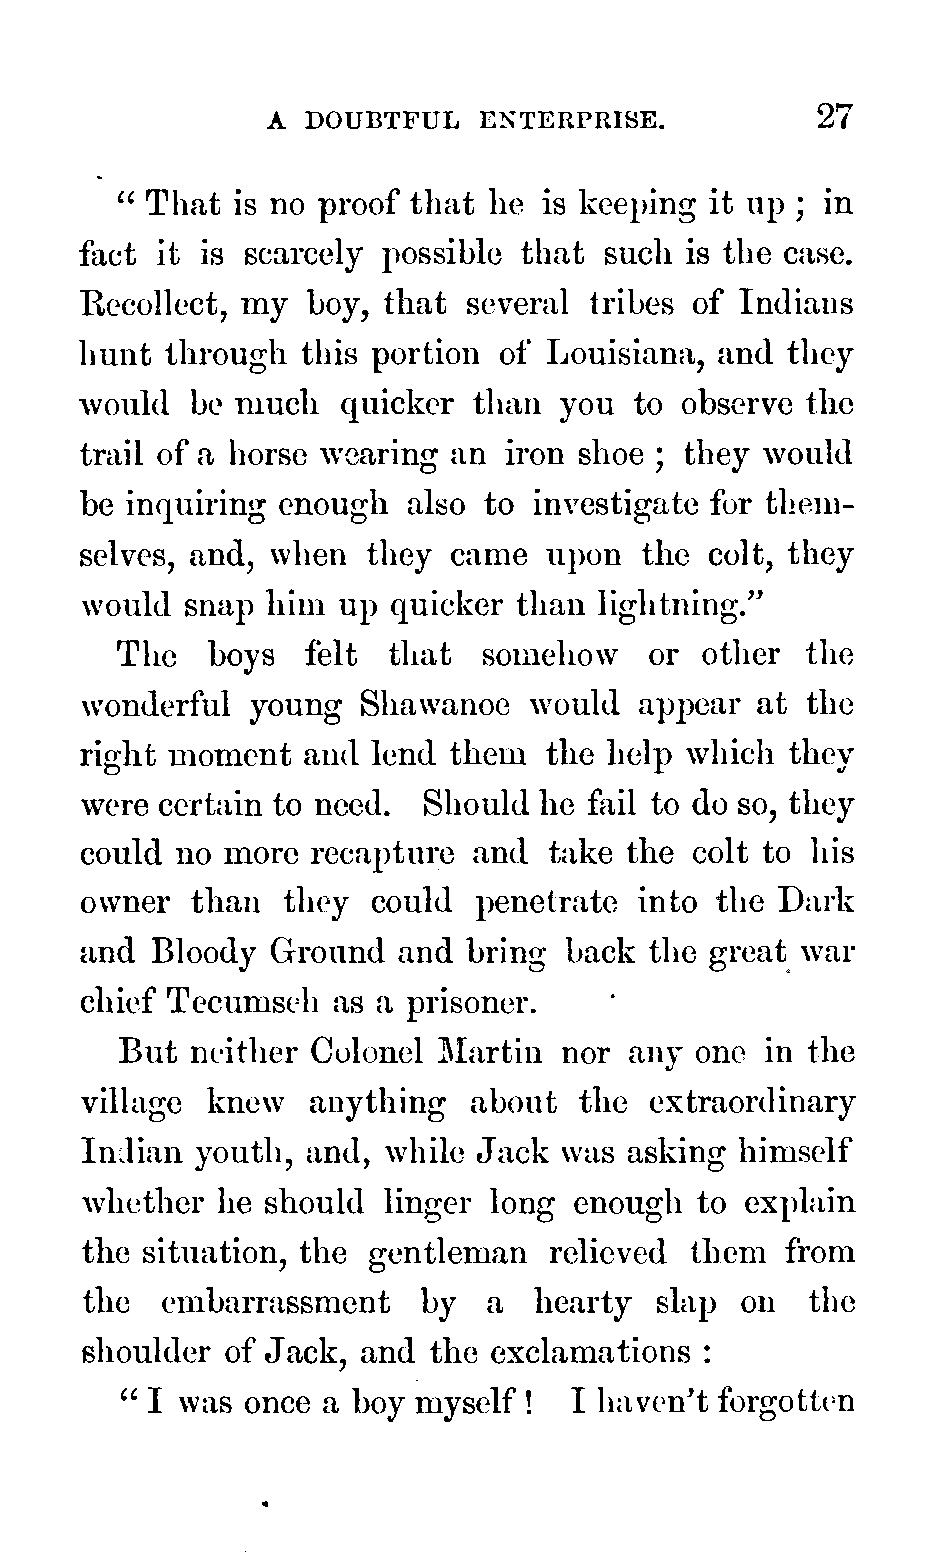 A DOUBTFUL ENTERPRISE. 27
“ That is no proof that he is keeping it up ; in
fact it is scarcely possible that such is the case.
Recollect, my boy, that several tribes of Indians
hunt through this portion of Louisiana, and they
would be much quicker than you to observe the
trail of a horse wearing an iron shoe ; they would
be inquiring enough also to investigate for them-
selves, and, when they came upon the colt, they
would snap him up quicker than lightning.”
The boys felt that somehow or other the
wonderful young Shawanoe would appear at the
right moment and lend them the help which they
were certain to need. Should he fail to do so, they
could no more recapture and take the colt to his
owner than they could penetrate into the Dark
and Bloody Ground and bring back the great war
chief Tecumseh as a prisoner.
But neither Colonel Martin nor any one in the
village knew anything about the extraordinary
Indian youth, and, while Jack was asking himself
whether he should linger long enough to explain
the situation, the gentleman relieved them from
the embarrassment by a hearty slap on the
shoulder of Jack, and the exclamations :
“ I was once a boy myself ! I haven’t forgotten